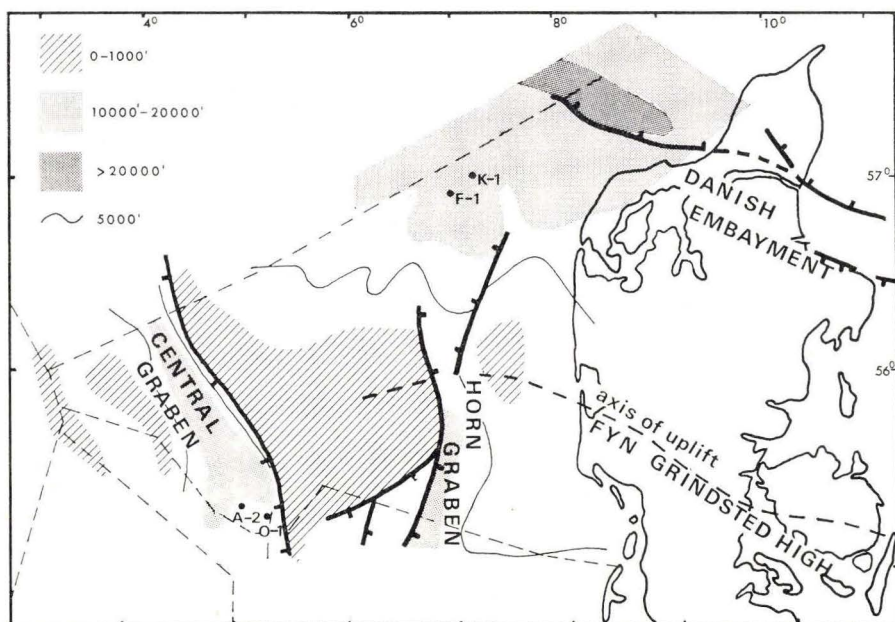 4° 6° 8° 10°
0-1000'
10000'-20000'
>20000'
5000'
57°
K-1
F-1
DANISH
EMBAYMENT
56°
CENTRAL
GRABEN
HORN
GRABEN
axis of uplift
FYN GRINDSTED HIGH
A-2
O-1